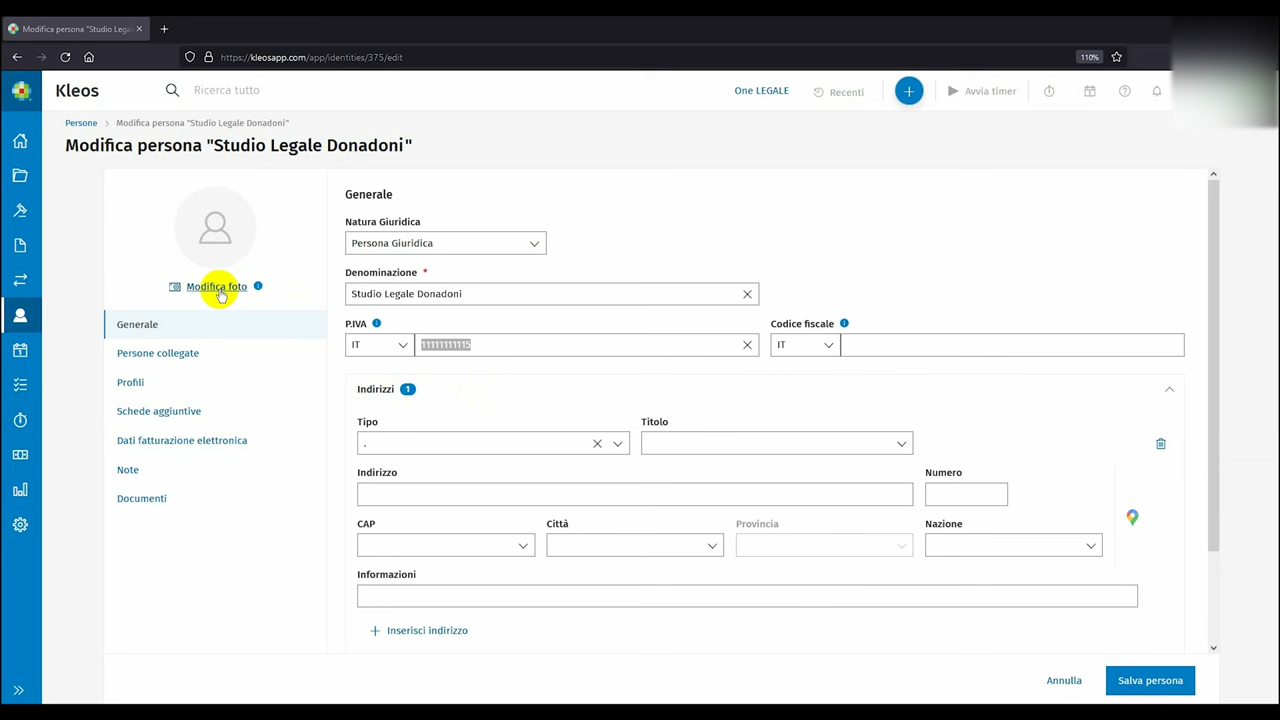 Modifica persona "Studio Lega
https://kleosapp.com/app/identities/375/edit
110%
Kleos
Ricerca tutto
One LEGALE
Recenti
Avvia timer
Persone > Modifica persona "Studio Legale Donadoni"
Modifica persona "Studio Legale Donadoni"
Modifica foto
Generale
Persone collegate
Profili
Schede aggiuntive
Dati fatturazione elettronica
Note
Documenti
Generale
Natura Giuridica
Persona Giuridica
Denominazione *
Studio Legale Donadoni
P.IVA
Codice fiscale
IT
11111111115
IT
Indirizzi 1
Tipo
Titolo
.
Indirizzo
Numero
CAP
Città
Provincia
Nazione
Informazioni
+ Inserisci indirizzo
Annulla
Salva persona